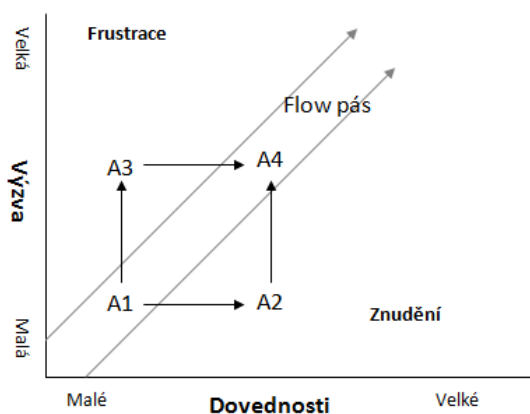 Velká
Frustrace
Flow pás
A3
A4
Výzva
A1
A2
Znudění
Malá
Malé
Dovednosti
Velké